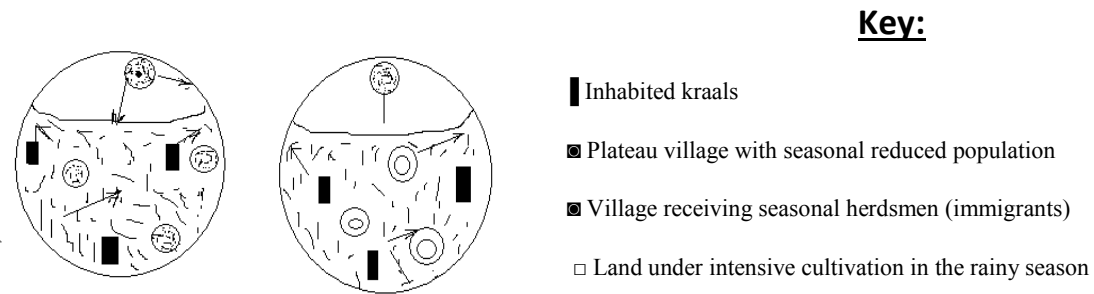 Key:
Inhabited kraals
◙ Plateau village with seasonal reduced population
◙ Village receiving seasonal herdsmen (immigrants)
□ Land under intensive cultivation in the rainy season